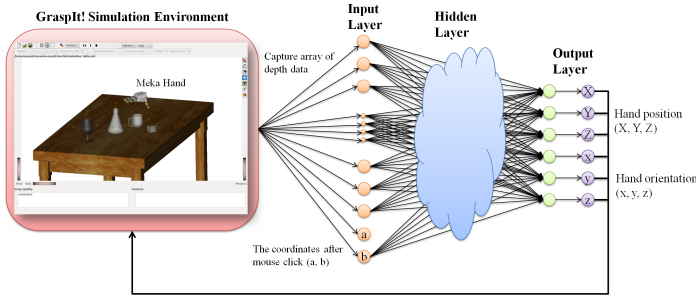 GraspIt! Simulation Environment
Meka Hand
Capture array of
depth data
The coordinates after
mouse click (a, b)
Input
Layer
a
b
Hidden
Layer
Output
Layer
X
Y
Z
x
y
z
Hand position
(X, Y, Z)
Hand orientation
(x, y, z)